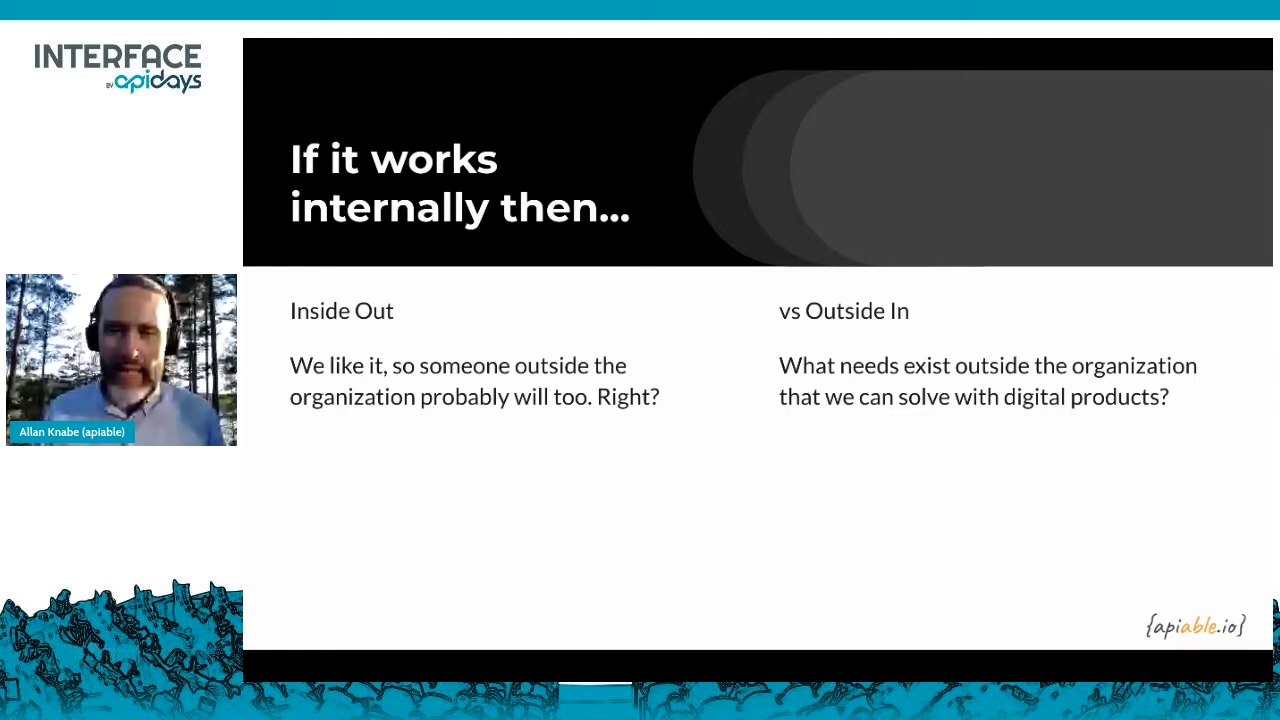 INTERFACE
BY apidays
If it works
internally then...
Inside Out
We like it, so someone outside the
organization probably will too. Right?
vs Outside In
What needs exist outside the organization
that we can solve with digital products?
Allan Knabe (apiable)
{apiable.io}